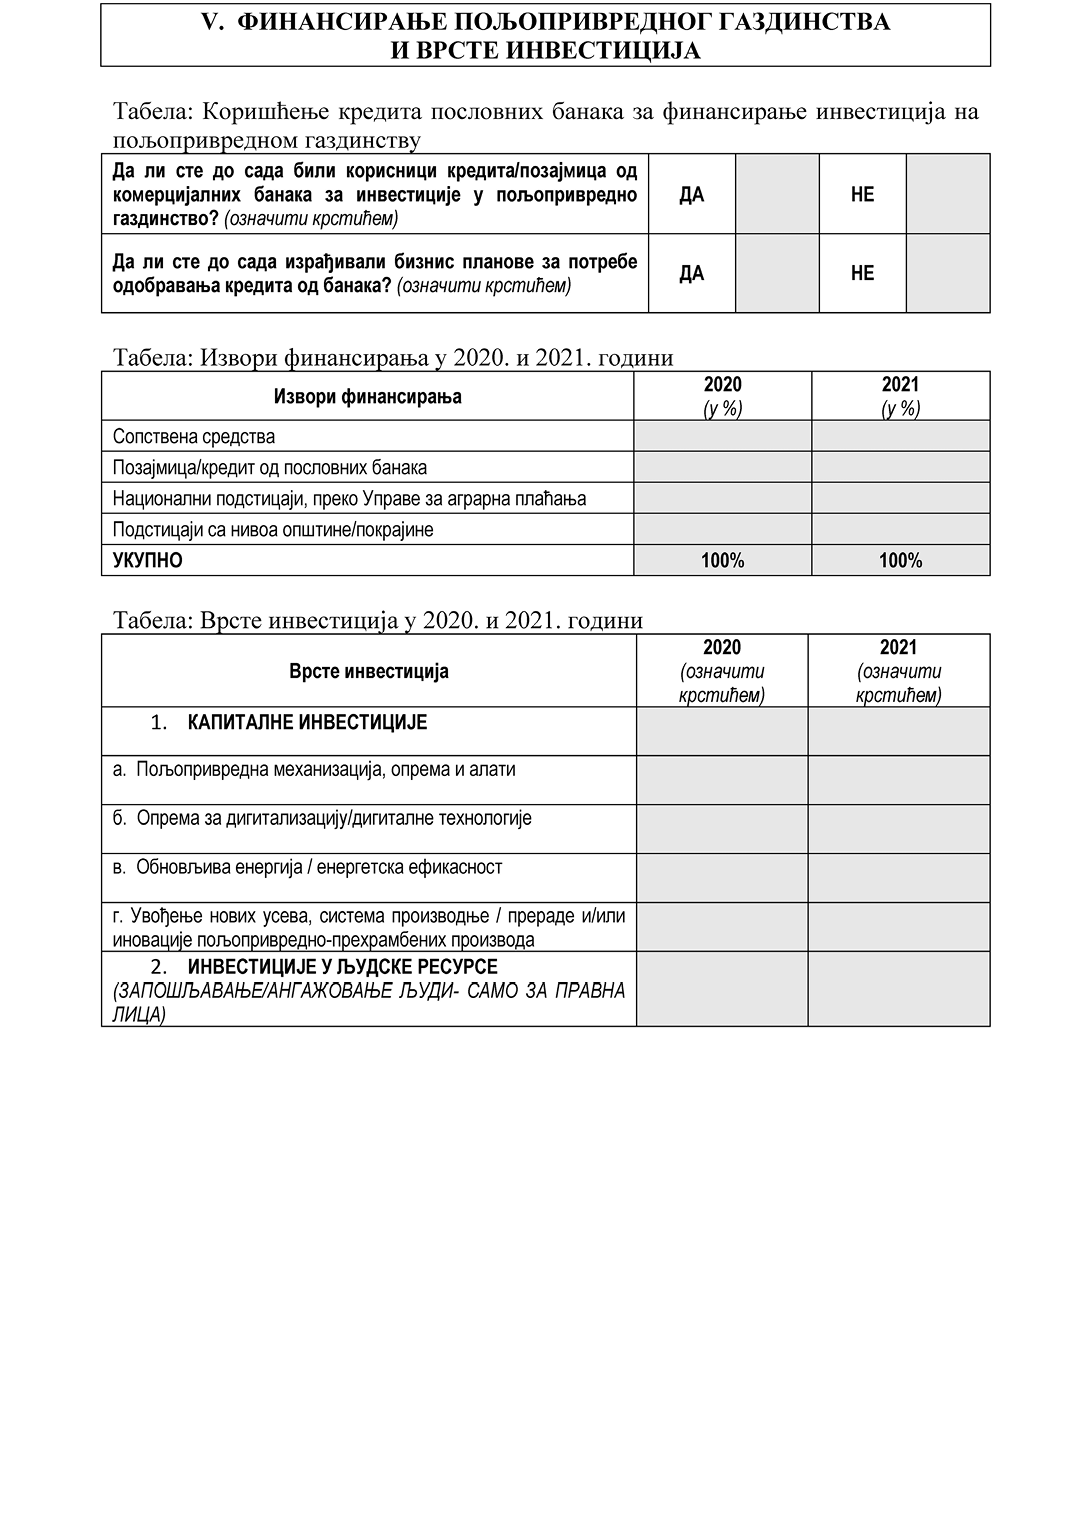 V. ФИНАНСИРАЊЕ ПОЉОПРИВРЕДНОГ ГАЗДИНСТВА
И ВРСТЕ ИНВЕСТИЦИЈА
Табела: Коришћење кредита пословних банака за финансирање инвестиција на
пољопривредном газдинству
Да ли сте до сада били корисници кредита/позајмица од
комерцијалних банака за инвестиције у пољопривредно
газдинство? (означити крстићем)
ДА
НЕ
Да ли сте до сада израђивали бизнис планове за потребе
одобравања кредита од банака? (означити крстићем)
ДА
НЕ
Табела: Извори финансирања у 2020. и 2021. години
Извори финансирања
2020
(у %)
2021
(у %)
Сопствена средства
Позајмица/кредит од пословних банака
Национални подстицаји, преко Управе за аграрна плаћања
Подстицаји са нивоа општине/покрајине
УКУПНО 100% 100%
Табела: Врсте инвестиција у 2020. и 2021. години
Врсте инвестиција
2020
(означити
крстићем)
2021
(означити
крстићем)
1. КАПИТАЛНЕ ИНВЕСТИЦИЈЕ
а. Пољопривредна механизација, опрема и алати
б. Опрема за дигитализацију/дигиталне технологије
в. Обновљива енергија / енергетска ефикасност
г. Увођење нових усева, система производње / прераде и/или
иновације пољопривредно-прехрамбених производа
2. ИНВЕСТИЦИЈЕ У ЉУДСКЕ РЕСУРСЕ
(ЗАПОШЉАВАЊЕ/АНГАЖОВАЊЕ ЉУДИ- САМО ЗА ПРАВНА
ЛИЦА)